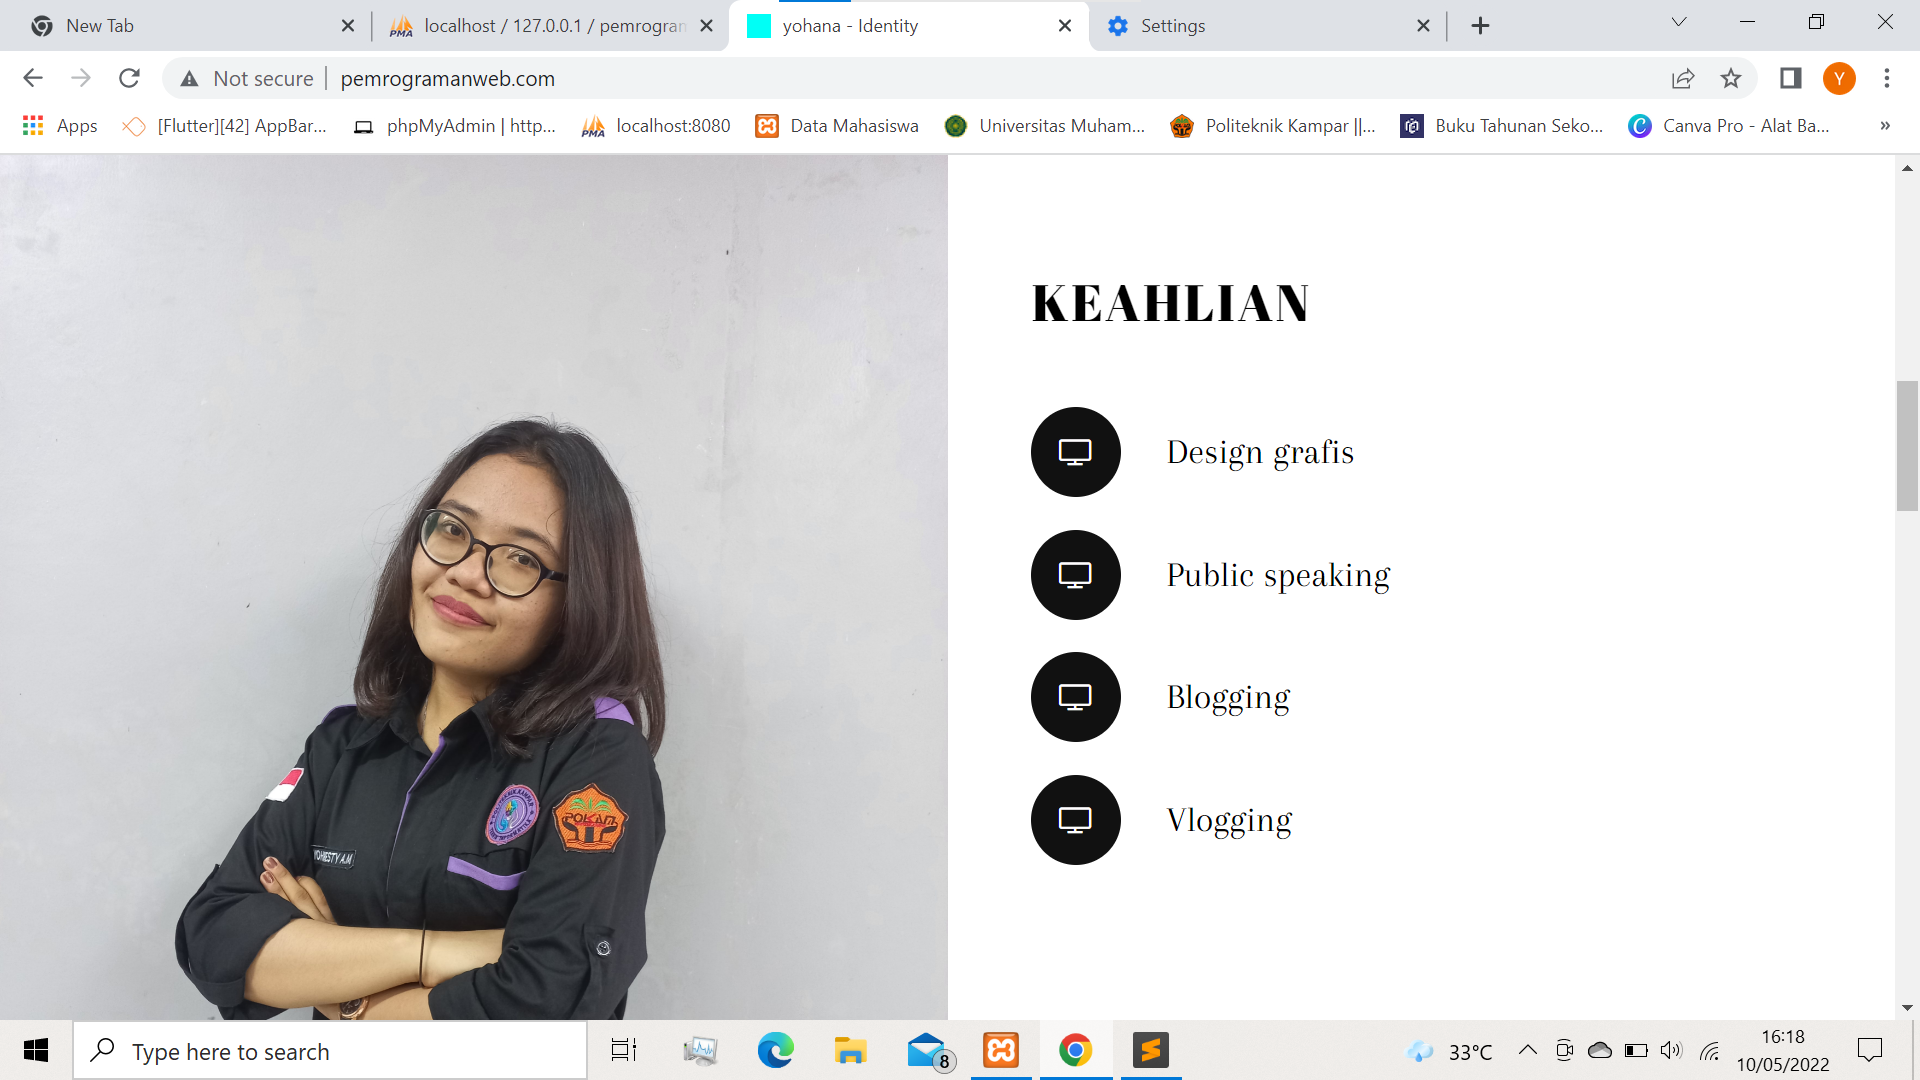 New Tab
localhost / 127.0.0.1 / pemrogran
yohana - Identity
Settings
Not secure
pemrogramanweb.com
Y
Apps
[Flutter][42] AppBar...
phpMyAdmin | http...
localhost:8080
Data Mahasiswa
Universitas Muham...
Politeknik Kampar ||...
Buku Tahunan Seko...
Canva Pro - Alat Ba...
»
KEAHLIAN
Design grafis
Public speaking
Blogging
Vlogging
POKAM
Type here to search
8
33°C
16:18
10/05/2022